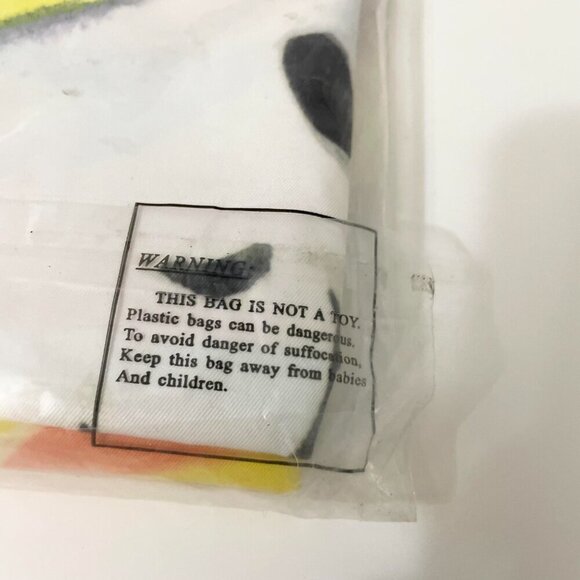 WARNING:
THIS BAG IS NOT A TOY.
Plastic bags can be dangerous.
To avoid danger of suffocation,
Keep this bag away from babies
And children.